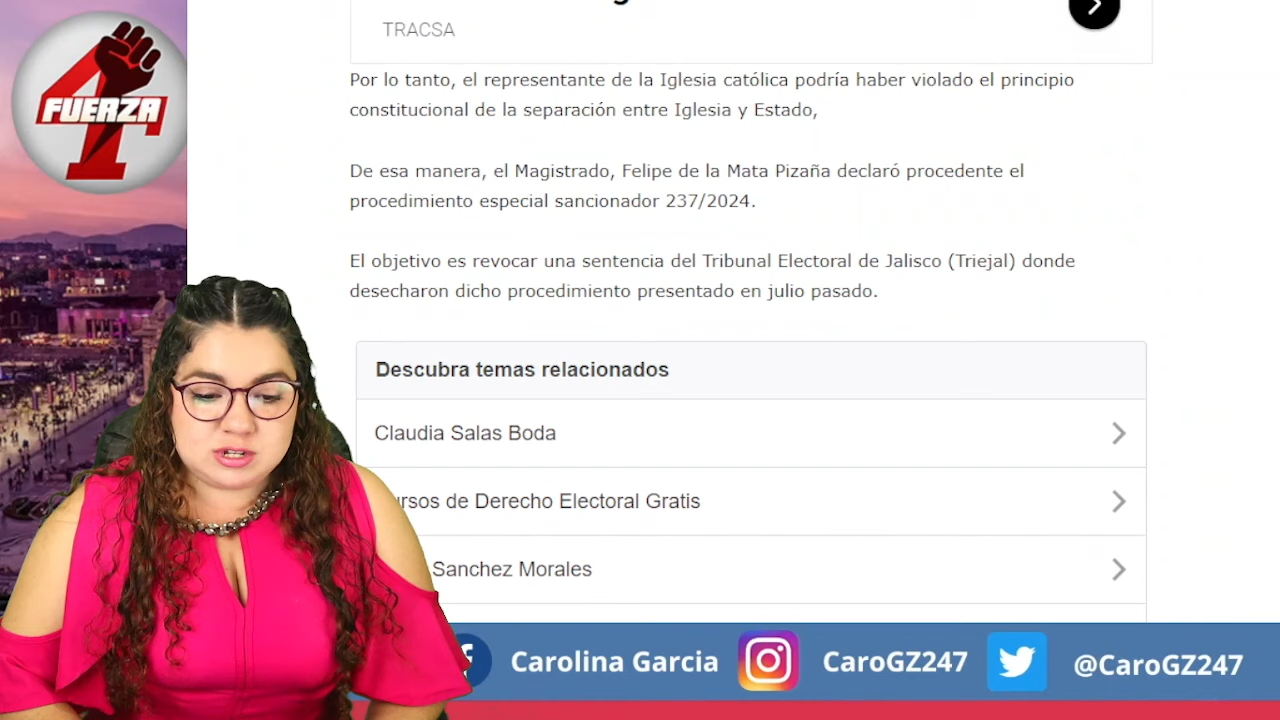 4
FUERZA
TRACSA
Por lo tanto, el representante de la Iglesia católica podría haber violado el principio
constitucional de la separación entre Iglesia y Estado,
De esa manera, el Magistrado, Felipe de la Mata Pizaña declaró procedente el
procedimiento especial sancionador 237/2024.
El objetivo es revocar una sentencia del Tribunal Electoral de Jalisco (Triejal) donde
desecharon dicho procedimiento presentado en julio pasado.
Descubra temas relacionados
Claudia Salas Boda
de Derecho Electoral Gratis
Sanchez Morales
Carolina Garcia
CaroGZ247
@CaroGZ247